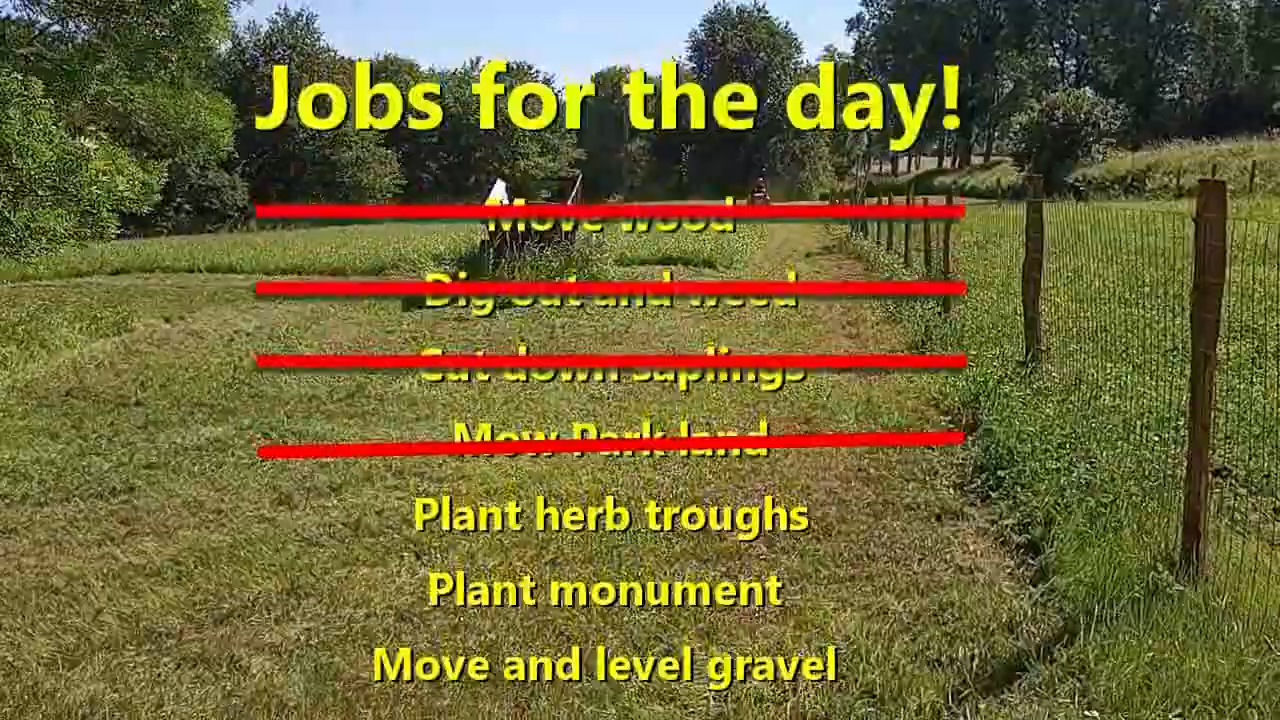 Jobs for the day!
Move wood
Dig out and weed
Cut down saplings
Mow Park land
Plant herb troughs
Plant monument
Move and level gravel